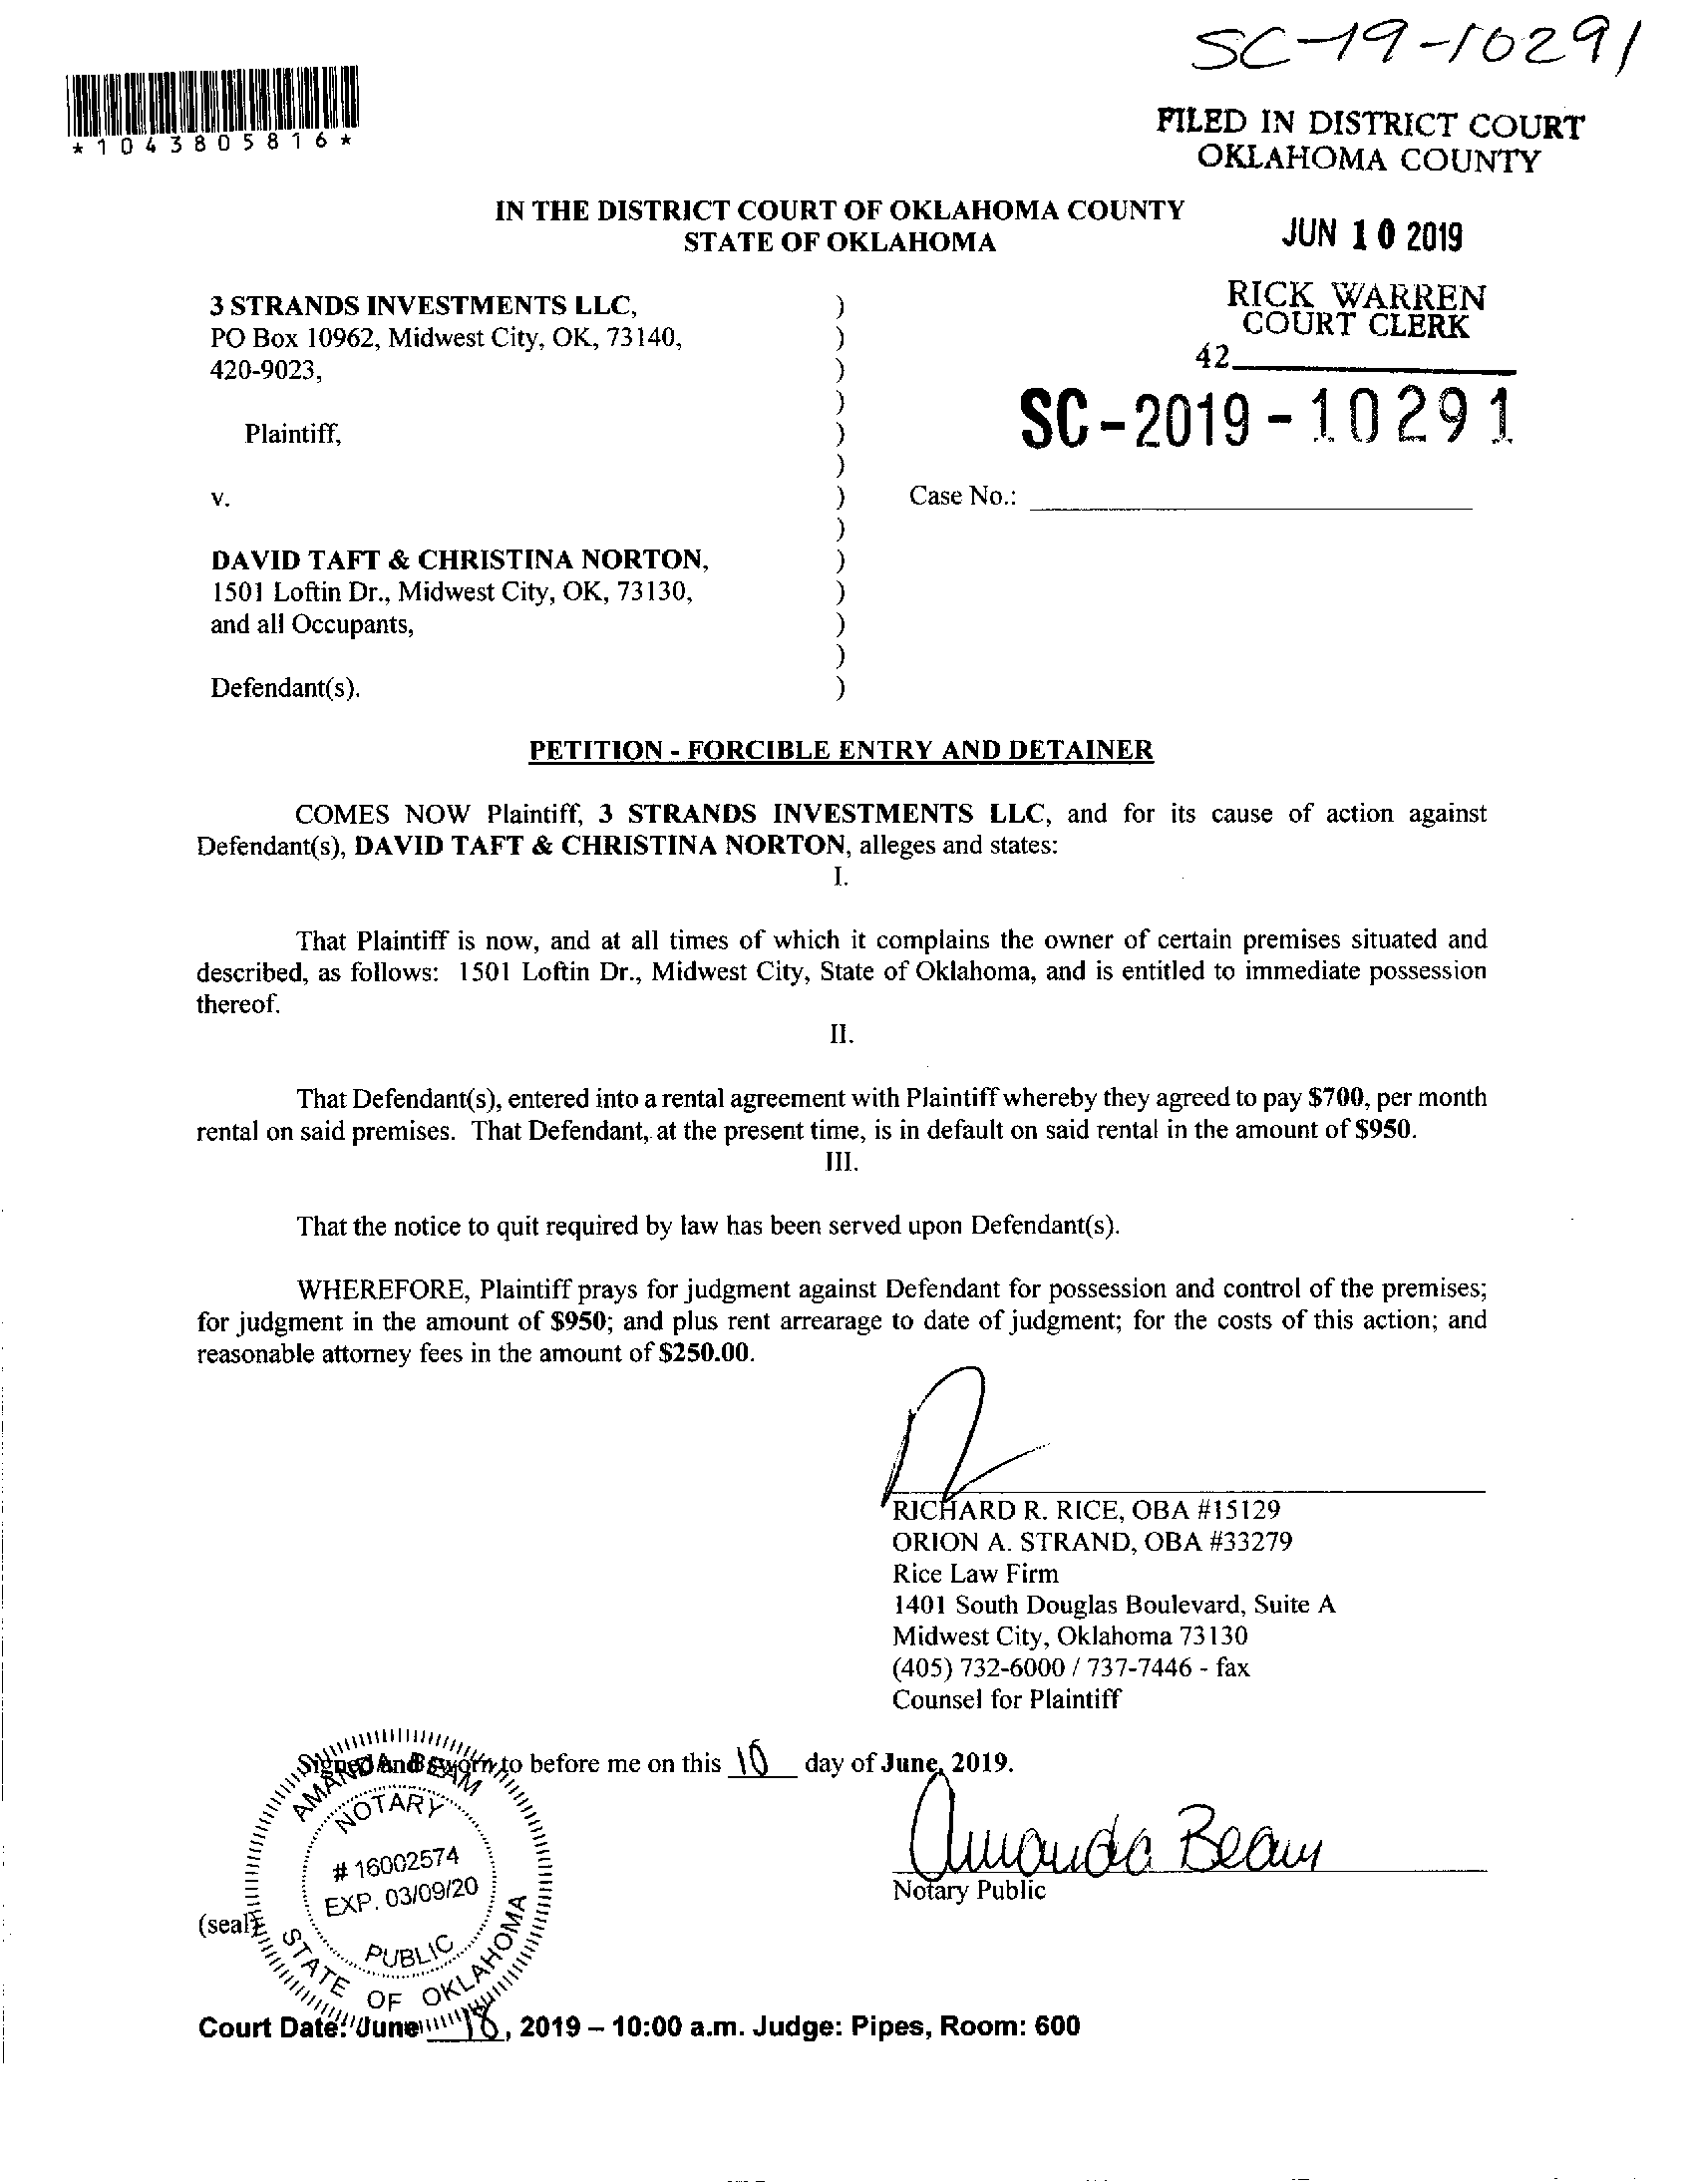 SC-19-10291
*1043805816*
FILED IN DISTRICT COURT
OKLAHOMA COUNTY
IN THE DISTRICT COURT OF OKLAHOMA COUNTY
STATE OF OKLAHOMA
JUN 10 2019
RICK WARREN
COURT CLERK
42
3 STRANDS INVESTMENTS LLC, )
PO Box 10962, Midwest City, OK, 73140, )
420-9023, )
)
Plaintiff, )
SC-2019-10291
)
v. ) Case No.:
)
DAVID TAFT & CHRISTINA NORTON, )
1501 Loftin Dr., Midwest City, OK, 73130, )
and all Occupants, )
)
Defendant(s). )
PETITION - FORCIBLE ENTRY AND DETAINER
COMES NOW Plaintiff, 3 STRANDS INVESTMENTS LLC, and for its cause of action against
Defendant(s), DAVID TAFT & CHRISTINA NORTON, alleges and states:
I.
That Plaintiff is now, and at all times of which it complains the owner of certain premises situated and
described, as follows: 1501 Loftin Dr., Midwest City, State of Oklahoma, and is entitled to immediate possession
thereof.
II.
That Defendant(s), entered into a rental agreement with Plaintiff whereby they agreed to pay $700, per month
rental on said premises. That Defendant, at the present time, is in default on said rental in the amount of $950.
III.
That the notice to quit required by law has been served upon Defendant(s).
WHEREFORE, Plaintiff prays for judgment against Defendant for possession and control of the premises;
for judgment in the amount of $950; and plus rent arrearage to date of judgment; for the costs of this action; and
reasonable attorney fees in the amount of $250.00.
RICHARD R. RICE, OBA #15129
ORION A. STRAND, OBA #33279
Rice Law Firm
1401 South Douglas Boulevard, Suite A
Midwest City, Oklahoma 73130
(405) 732-6000 / 737-7446 - fax
Counsel for Plaintiff
Signed and Sworn to before me on this 10 day of June, 2019.
Amanda Beam
Notary Public
(seal)
AMANDA BEAM
NOTARY
# 16002574
EXP. 03/09/20
PUBLIC
STATE OF OKLAHOMA
Court Date: June 18, 2019 – 10:00 a.m. Judge: Pipes, Room: 600